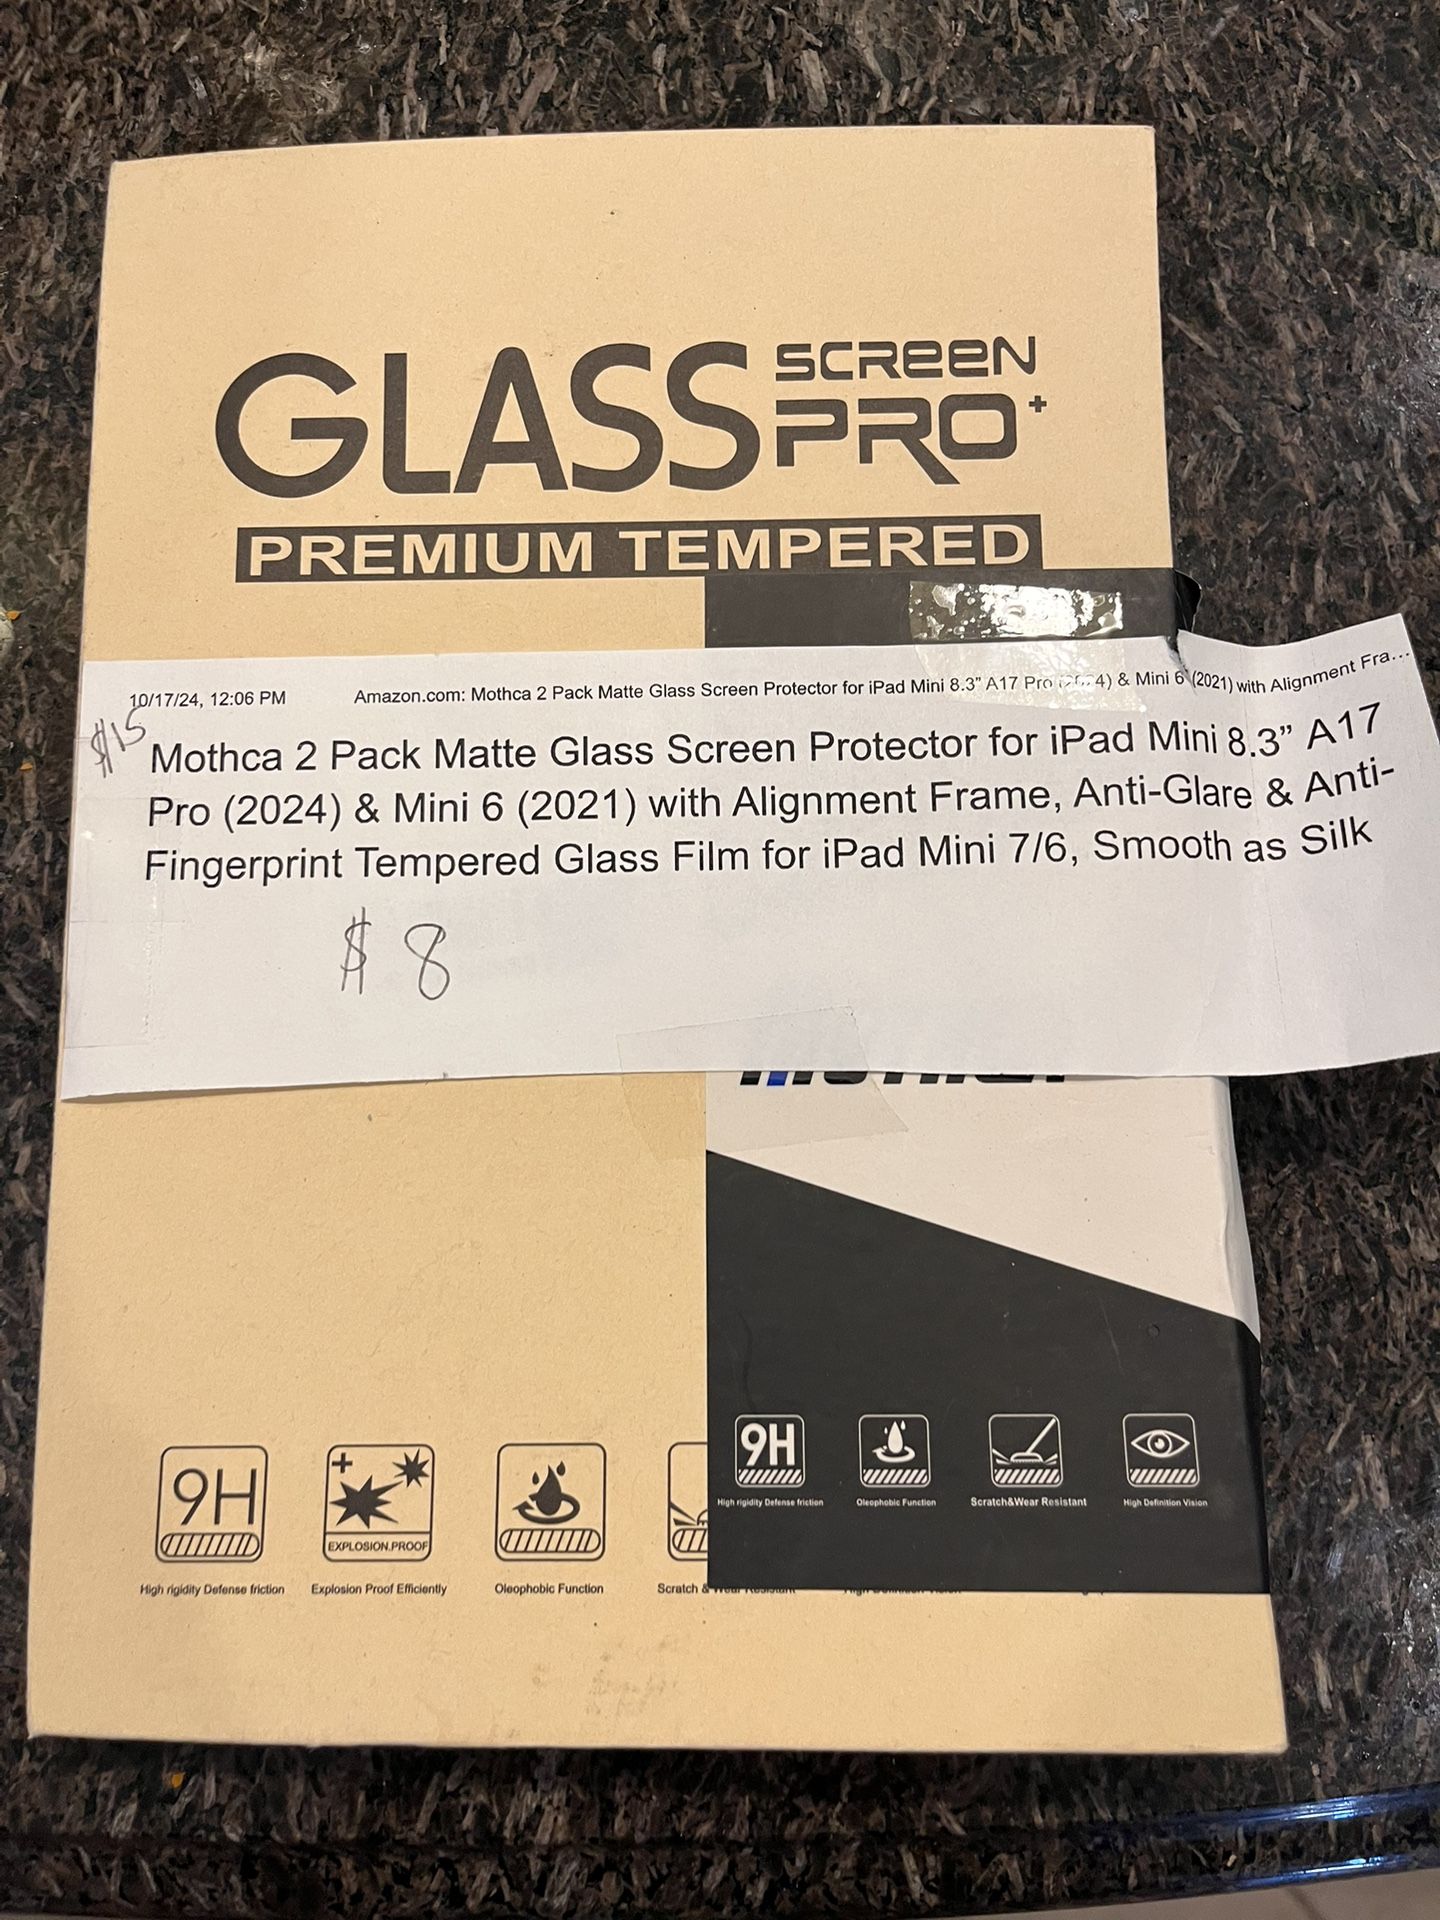 GLASS SCREEN PRO+
PREMIUM TEMPERED
10/17/24, 12:06 PM Amazon.com: Mothca 2 Pack Matte Glass Screen Protector for iPad Mini 8.3” A17 Pro (2024) & Mini 6 (2021) with Alignment Fra...
$15
Mothca 2 Pack Matte Glass Screen Protector for iPad Mini 8.3” A17
Pro (2024) & Mini 6 (2021) with Alignment Frame, Anti-Glare & Anti-
Fingerprint Tempered Glass Film for iPad Mini 7/6, Smooth as Silk
$ 8
9H
High rigidity Defense friction
Oleophobic Function
Scratch&Wear Resistant
High Definition Vision
9H
EXPLOSION.PROOF
High rigidity Defense friction
Explosion Proof Efficiently
Oleophobic Function
Scratch &